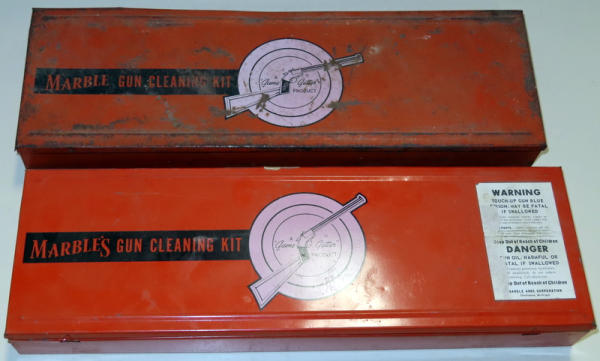 MARBLE GUN CLEANING KIT
"Game Getter"
PRODUCT
MARBLE'S GUN CLEANING KIT
"Game Getter"
PRODUCT
WARNING
TOUCH-UP GUN BLUE
POISON: MAY BE FATAL
IF SWALLOWED
Keep Out of Reach of Children
DANGER
GUN OIL: HARMFUL OR
FATAL IF SWALLOWED
Keep Out of Reach of Children
MARBLE ARMS CORPORATION